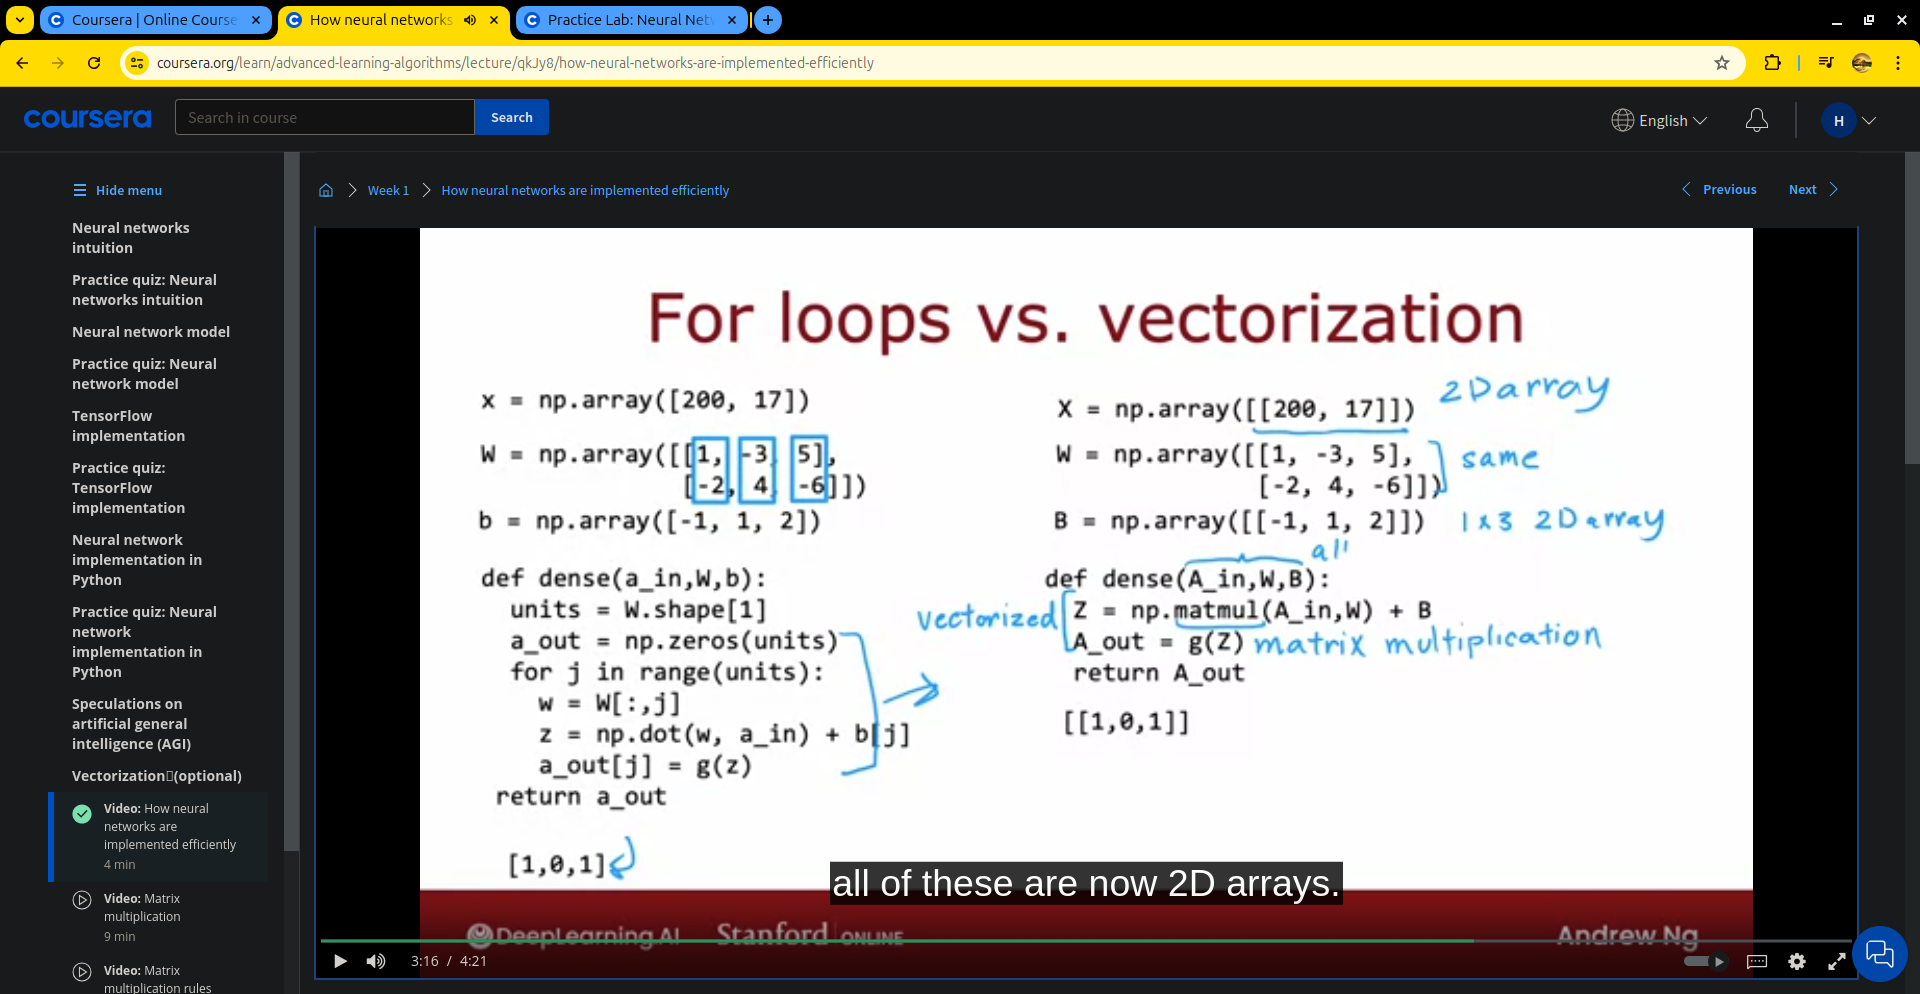 Coursera | Online Course
How neural networks
Practice Lab: Neural Net
coursera.org/learn/advanced-learning-algorithms/lecture/qkJy8/how-neural-networks-are-implemented-efficiently
coursera
Search in course
Search
English
H
Hide menu
Neural networks
intuition
Practice quiz: Neural
networks intuition
Neural network model
Practice quiz: Neural
network model
TensorFlow
implementation
Practice quiz:
TensorFlow
implementation
Neural network
implementation in
Python
Practice quiz: Neural
network
implementation in
Python
Speculations on
artificial general
intelligence (AGI)
Vectorization (optional)
Video: How neural
networks are
implemented efficiently
4 min
Video: Matrix
multiplication
9 min
Video: Matrix
multiplication rules
Week 1
How neural networks are implemented efficiently
Previous
Next
For loops vs. vectorization
x = np.array([200, 17])
W = np.array([[1, -3, 5],
[-2, 4, -6]])
b = np.array([-1, 1, 2])
def dense(a_in,W,b):
units = W.shape[1]
a_out = np.zeros(units)
for j in range(units):
w = W[:,j]
z = np.dot(w, a_in) + b[j]
a_out[j] = g(z)
return a_out
[1,0,1]
X = np.array([[200, 17]]) 2D array
W = np.array([[1, -3, 5], same
[-2, 4, -6]])
B = np.array([[-1, 1, 2]]) 1x3 2D array
all
def dense(A_in,W,B):
vectorized Z = np.matmul(A_in,W) + B
A_out = g(Z) matrix multiplication
return A_out
[[1,0,1]]
all of these are now 2D arrays.
DeepLearning.AI
Stanford ONLINE
Andrew Ng
3:16 / 4:21